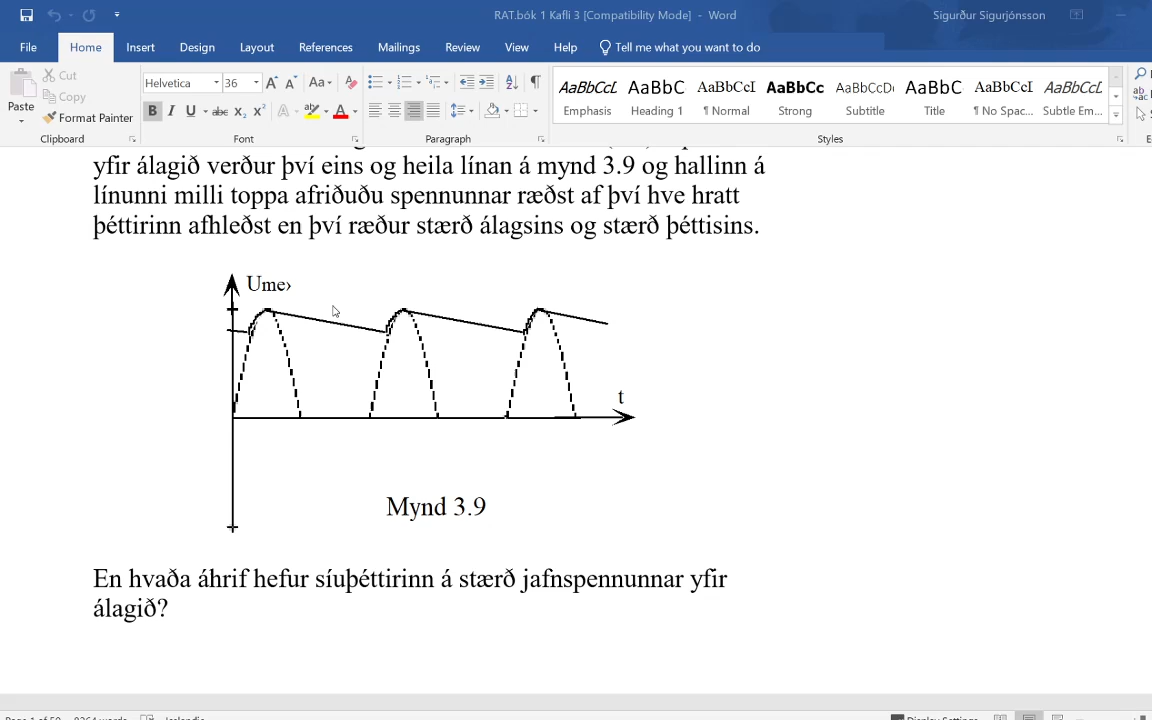 RAT.bók 1 Kafli 3 [Compatibility Mode] - Word
Sigurður Sigurjónsson
File Home Insert Design Layout References Mailings Review View Help Tell me what you want to do
Paste
Cut
Copy
Format Painter
Clipboard
Helvetica 36
Font
Paragraph
AaBbCcL AaBbC AaBbCcI AaBbCc AaBbCcD AaBbC AaBbCcI AaBbCcL
Emphasis Heading 1 ¶ Normal Strong Subtitle Title ¶ No Spac... Subtle Em...
Styles
yfir álagið verður því eins og heila línan á mynd 3.9 og hallinn á
línunni milli toppa afriðuðu spennunnar ræðst af því hve hratt
þéttirinn afhleðst en því ræður stærð álagsins og stærð þéttisins.
Ume›
t
Mynd 3.9
En hvaða áhrif hefur síuþéttirinn á stærð jafnspennunnar yfir
álagið?